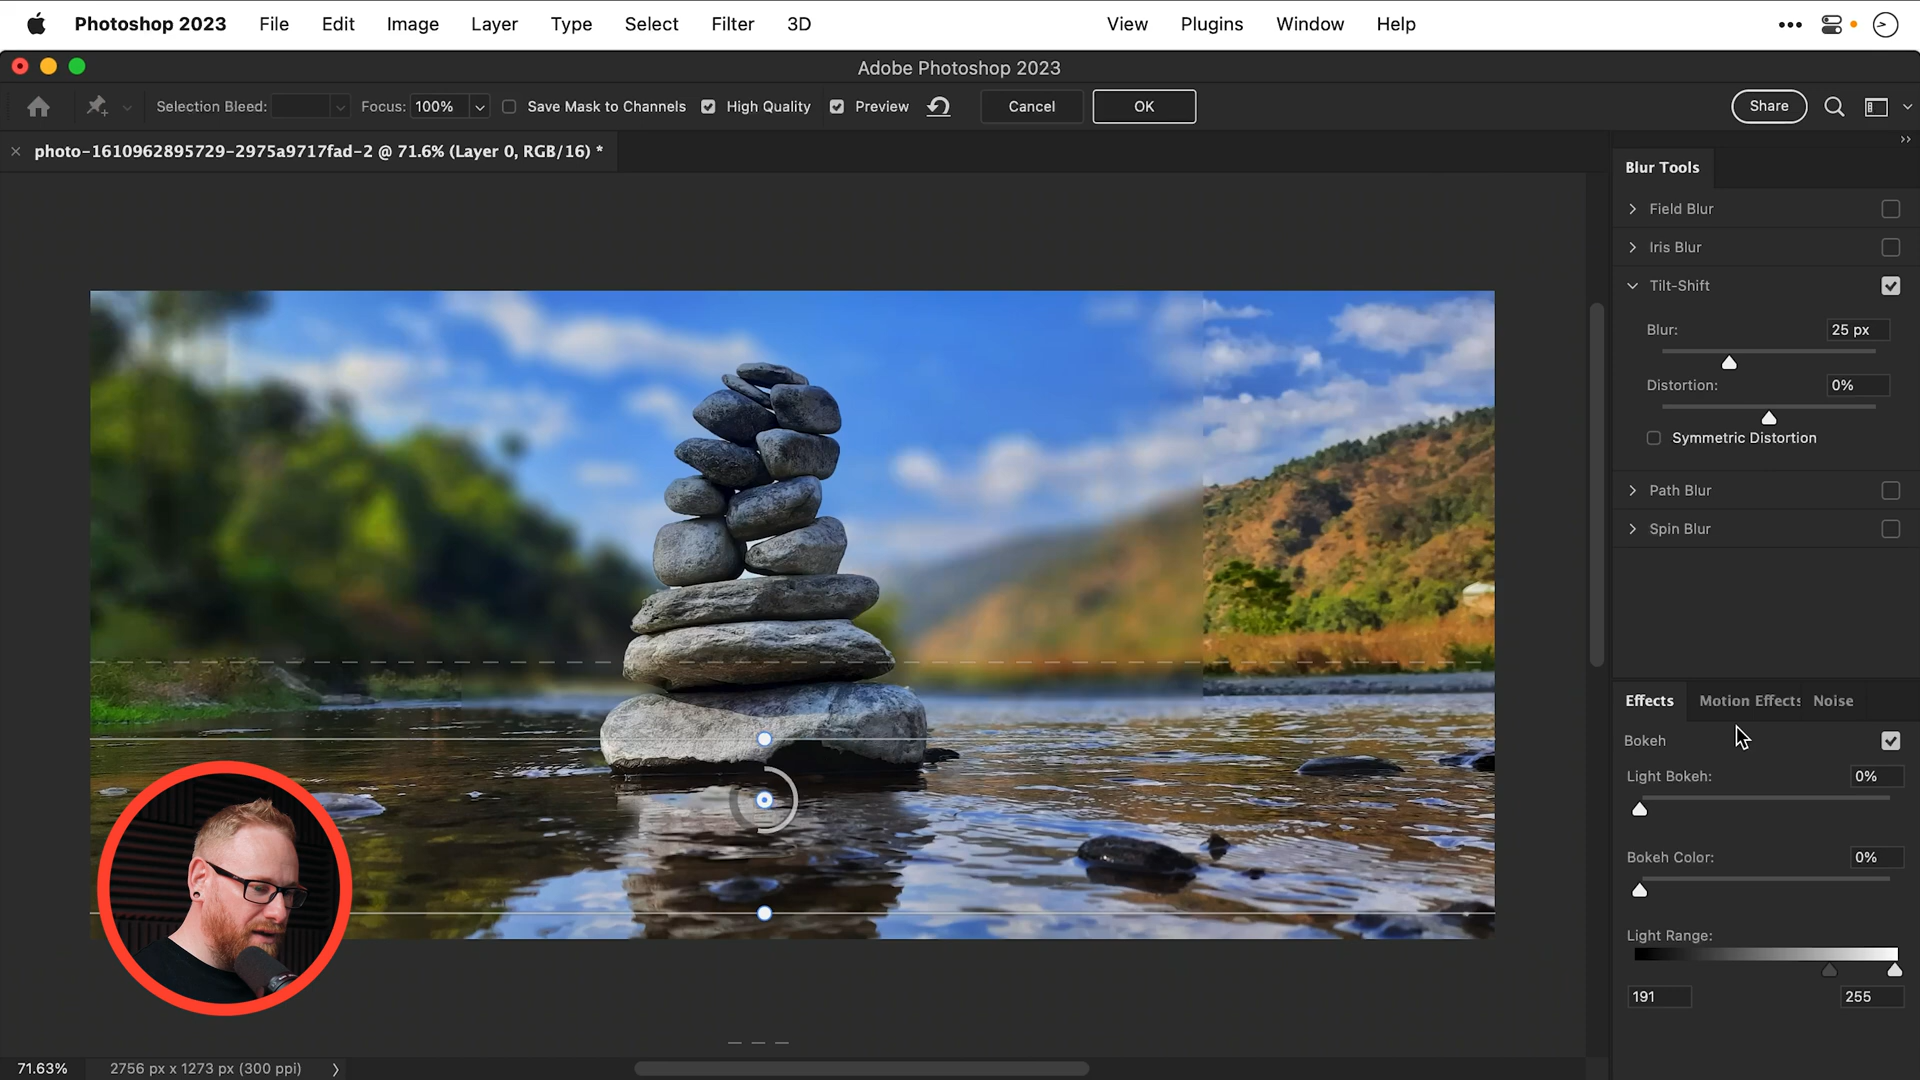 Photoshop 2023 File Edit Image Layer Type Select Filter 3D View Plugins Window Help
Adobe Photoshop 2023
Selection Bleed: Focus: 100% Save Mask to Channels High Quality Preview Cancel OK Share
photo-1610962895729-2975a9717fad-2 @ 71.6% (Layer 0, RGB/16) *
Blur Tools
Field Blur
Iris Blur
Tilt-Shift
Blur: 25 px
Distortion: 0%
Symmetric Distortion
Path Blur
Spin Blur
Effects Motion Effects Noise
Bokeh
Light Bokeh: 0%
Bokeh Color: 0%
Light Range:
191 255
71.63% 2756 px x 1273 px (300 ppi)